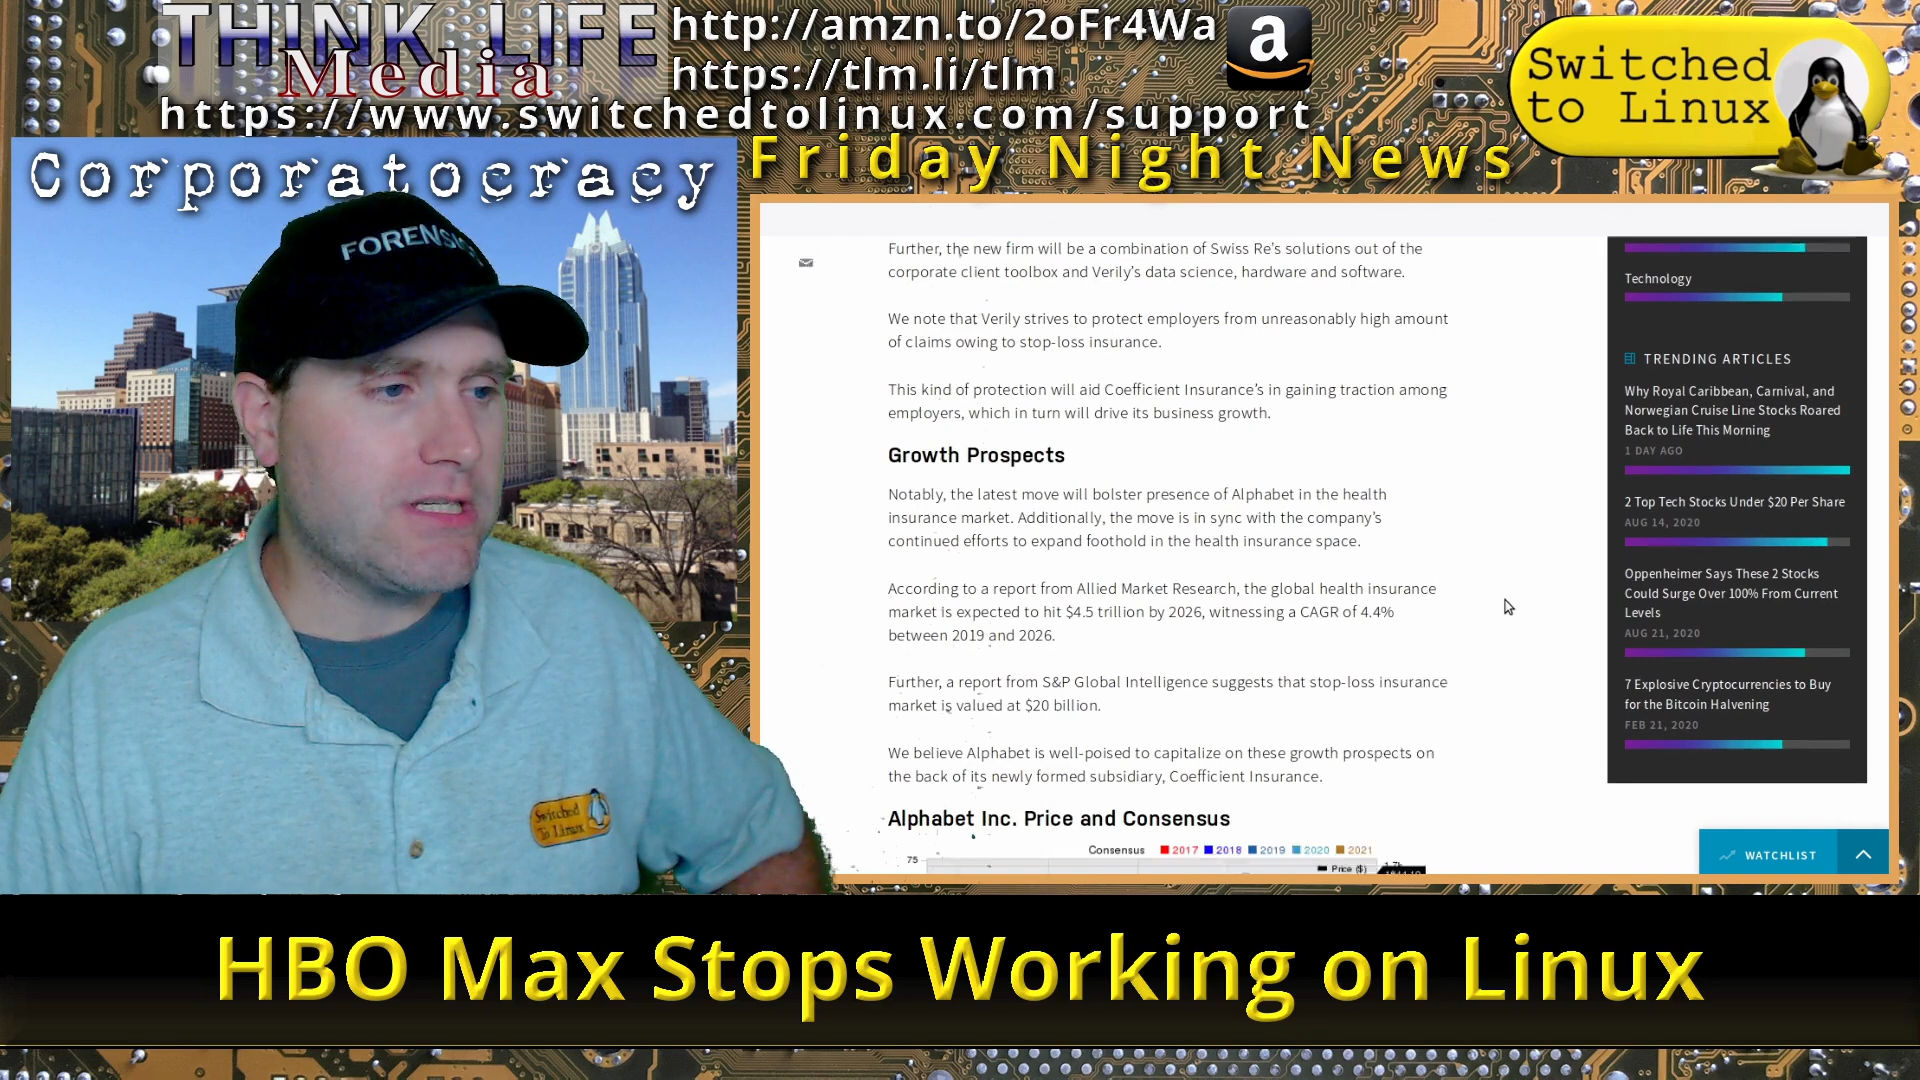 THINK LIFE
Media
http://amzn.to/2oFr4Wa
https://tlm.li/tlm
https://www.switchedtolinux.com/support
a
Switched
to Linux
Corporatocracy
Friday Night News
FORENSI
Switched
To Linux
Further, the new firm will be a combination of Swiss Re’s solutions out of the
corporate client toolbox and Verily’s data science, hardware and software.
We note that Verily strives to protect employers from unreasonably high amount
of claims owing to stop-loss insurance.
This kind of protection will aid Coefficient Insurance’s in gaining traction among
employers, which in turn will drive its business growth.
Growth Prospects
Notably, the latest move will bolster presence of Alphabet in the health
insurance market. Additionally, the move is in sync with the company’s
continued efforts to expand foothold in the health insurance space.
According to a report from Allied Market Research, the global health insurance
market is expected to hit $4.5 trillion by 2026, witnessing a CAGR of 4.4%
between 2019 and 2026.
Further, a report from S&P Global Intelligence suggests that stop-loss insurance
market is valued at $20 billion.
We believe Alphabet is well-poised to capitalize on these growth prospects on
the back of its newly formed subsidiary, Coefficient Insurance.
Alphabet Inc. Price and Consensus
Consensus 2017 2018 2019 2020 2021
75
Price ($)
Technology
TRENDING ARTICLES
Why Royal Caribbean, Carnival, and
Norwegian Cruise Line Stocks Roared
Back to Life This Morning
1 DAY AGO
2 Top Tech Stocks Under $20 Per Share
AUG 14, 2020
Oppenheimer Says These 2 Stocks
Could Surge Over 100% From Current
Levels
AUG 21, 2020
7 Explosive Cryptocurrencies to Buy
for the Bitcoin Halvening
FEB 21, 2020
WATCHLIST
HBO Max Stops Working on Linux